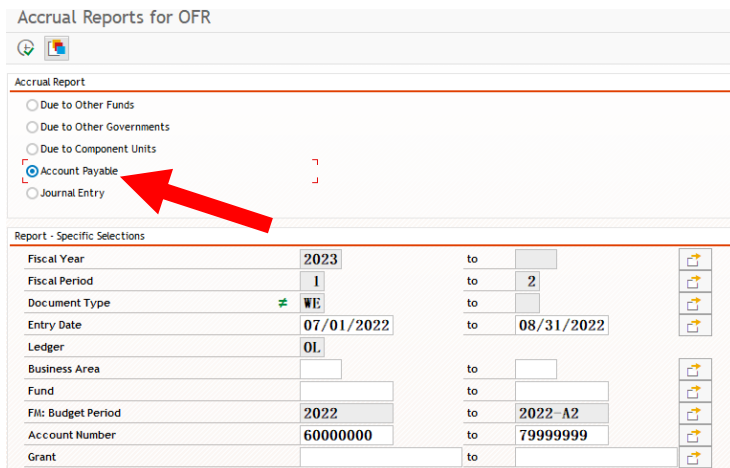 Accrual Reports for OFR
Accrual Report
Due to Other Funds
Due to Other Governments
Due to Component Units
Account Payable
Journal Entry
Report - Specific Selections
Fiscal Year 2023 to
Fiscal Period 1 to 2
Document Type ≠ WE to
Entry Date 07/01/2022 to 08/31/2022
Ledger 0L
Business Area to
Fund to
FM: Budget Period 2022 to 2022-A2
Account Number 60000000 to 79999999
Grant to